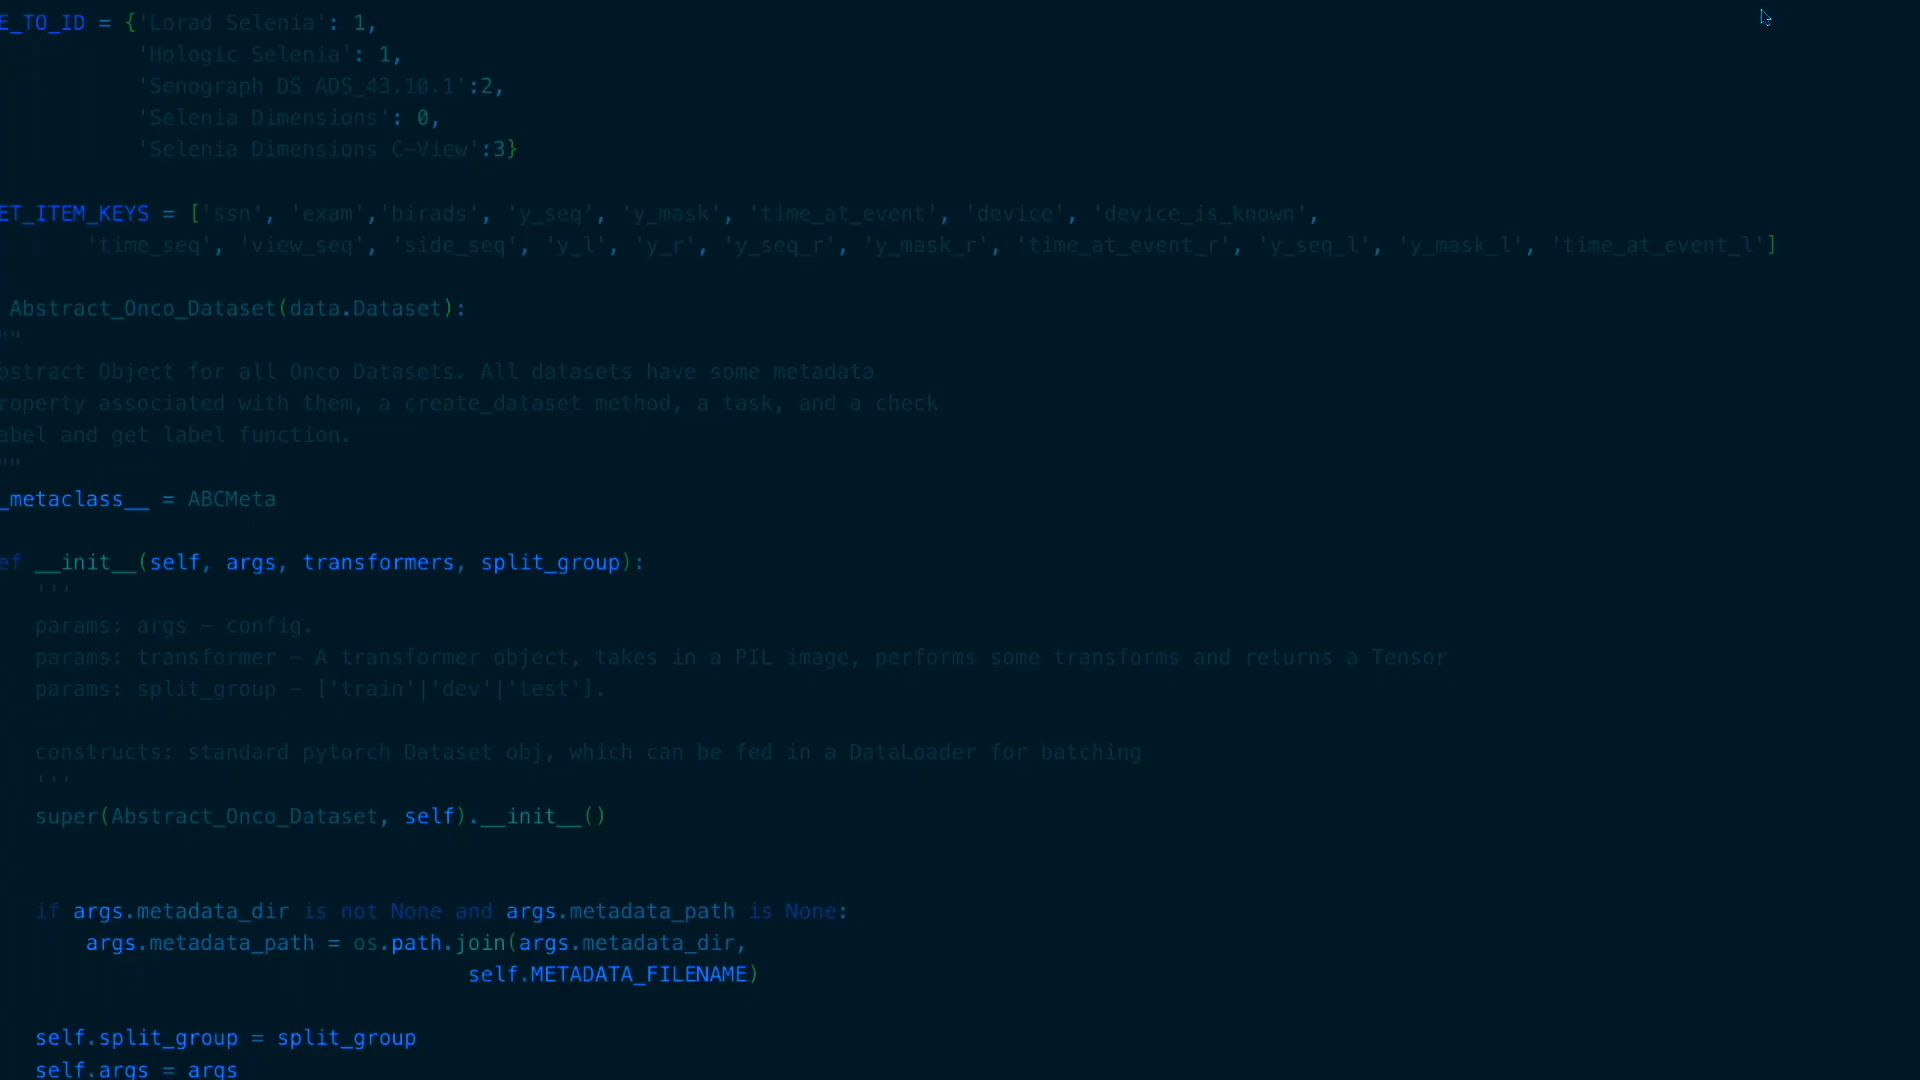 E_TO_ID = {'Lorad Selenia': 1,
'Hologic Selenia': 1,
'Senograph DS ADS_43.10.1':2,
'Selenia Dimensions': 0,
'Selenia Dimensions C-View':3}
ET_ITEM_KEYS = ['ssn', 'exam','birads', 'y_seq', 'y_mask', 'time_at_event', 'device', 'device_is_known',
'time_seq', 'view_seq', 'side_seq', 'y_l', 'y_r', 'y_seq_r', 'y_mask_r', 'time_at_event_r', 'y_seq_l', 'y_mask_l', 'time_at_event_l']
Abstract_Onco_Dataset(data.Dataset):
""
bstract Object for all Onco Datasets. All datasets have some metadata
roperty associated with them, a create_dataset method, a task, and a check
abel and get label function.
""
_metaclass__ = ABCMeta
ef __init__(self, args, transformers, split_group):
'''
params: args - config.
params: transformer - A transformer object, takes in a PIL image, performs some transforms and returns a Tensor
params: split_group - ['train'|'dev'|'test'].
constructs: standard pytorch Dataset obj, which can be fed in a DataLoader for batching
'''
super(Abstract_Onco_Dataset, self).__init__()
if args.metadata_dir is not None and args.metadata_path is None:
args.metadata_path = os.path.join(args.metadata_dir,
self.METADATA_FILENAME)
self.split_group = split_group
self.args = args